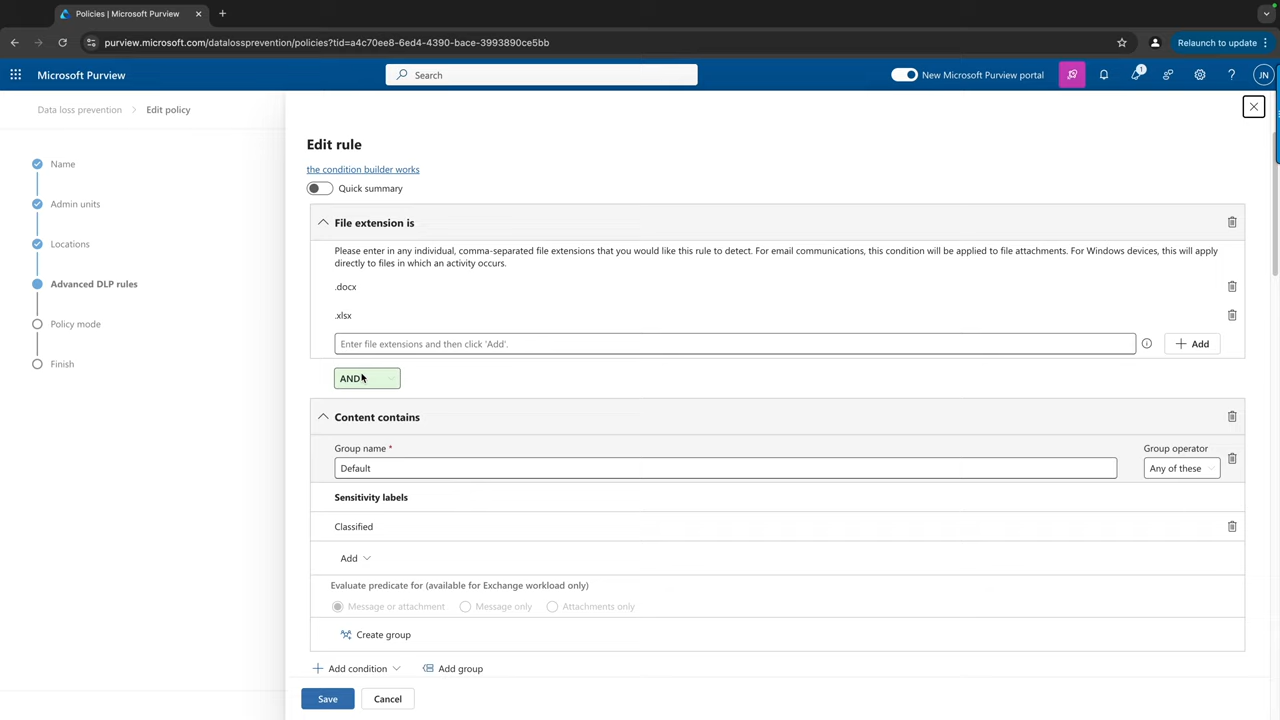 Policies | Microsoft Purview
purview.microsoft.com/datalossprevention/policies?tid=a4c70ee8-6ed4-4390-bace-3993890ce5bb
Relaunch to update
Microsoft Purview
Search
New Microsoft Purview portal
1
JN
Data loss prevention > Edit policy
Name
Admin units
Locations
Advanced DLP rules
Policy mode
Finish
Edit rule
the condition builder works
Quick summary
File extension is
Please enter in any individual, comma-separated file extensions that you would like this rule to detect. For email communications, this condition will be applied to file attachments. For Windows devices, this will apply
directly to files in which an activity occurs.
.docx
.xlsx
Enter file extensions and then click 'Add'.
Add
AND
Content contains
Group name *
Group operator
Default
Any of these
Sensitivity labels
Classified
Add
Evaluate predicate for (available for Exchange workload only)
Message or attachment
Message only
Attachments only
Create group
Add condition
Add group
Save
Cancel